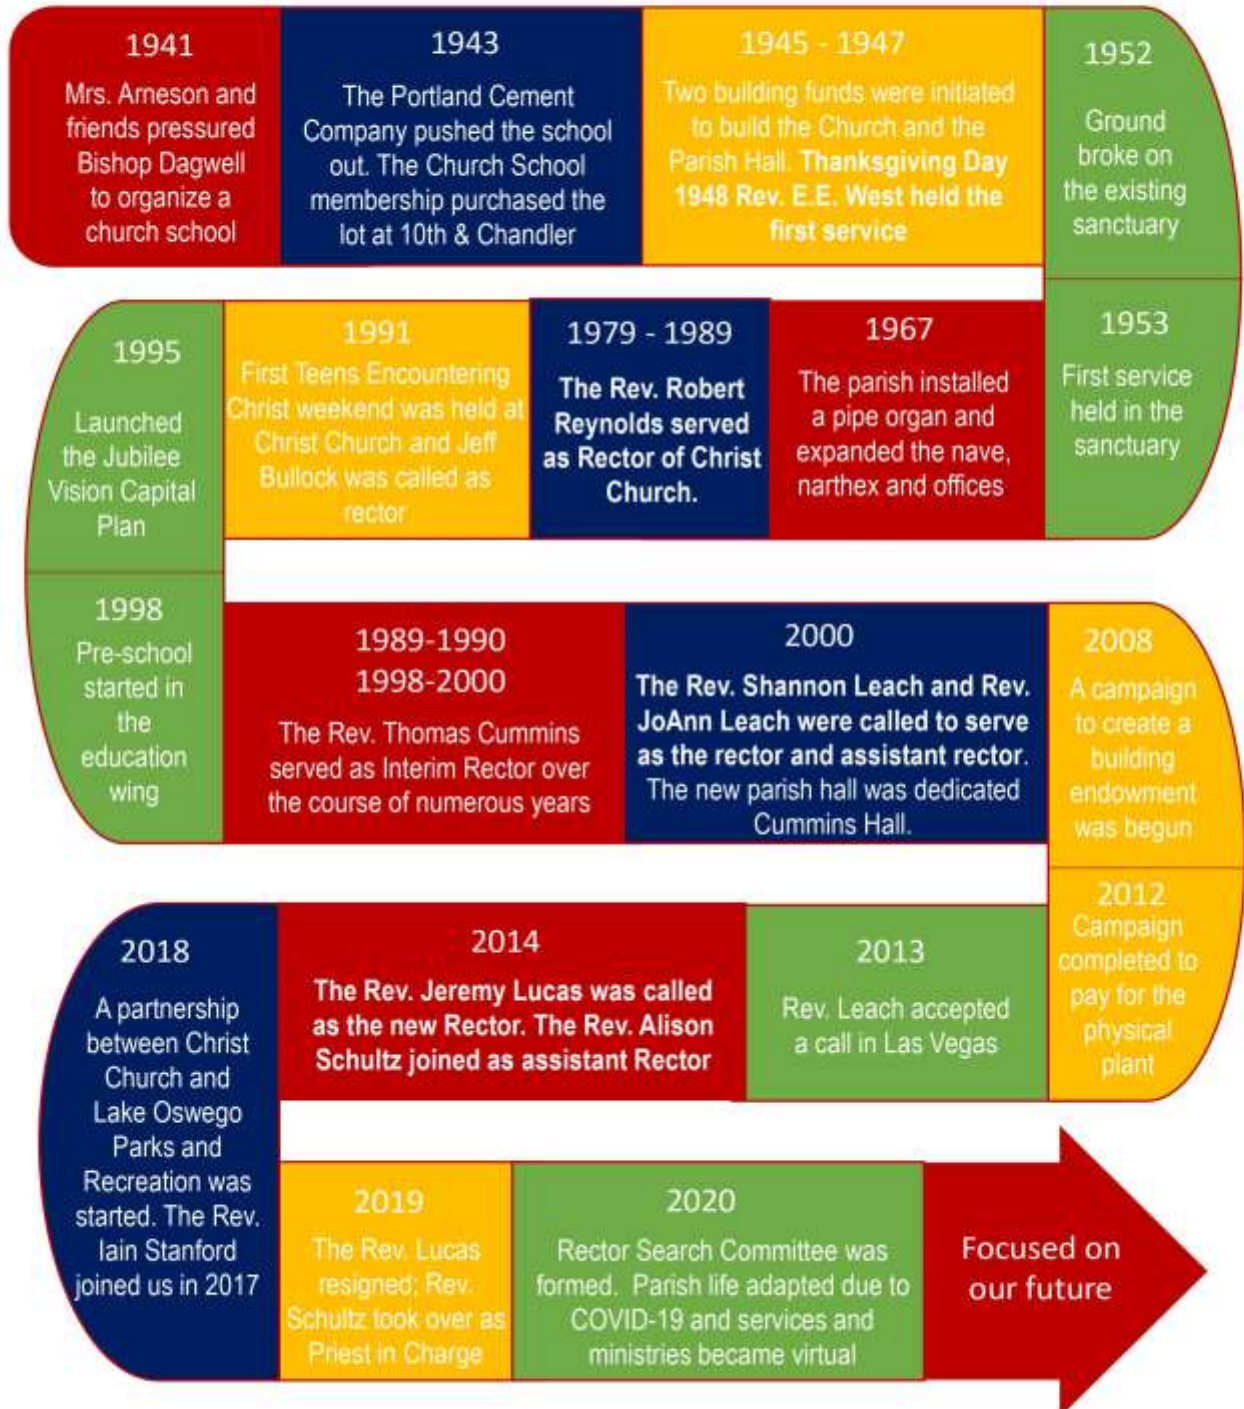 1941
Mrs. Arneson and
friends pressured
Bishop Dagwell
to organize a
church school
1943
The Portland Cement
Company pushed the school
out. The Church School
membership purchased the
lot at 10th & Chandler
1945 - 1947
Two building funds were initiated
to build the Church and the
Parish Hall. Thanksgiving Day
1948 Rev. E.E. West held the
first service
1952
Ground
broke on
the existing
sanctuary
1953
First service
held in the
sanctuary
1967
The parish installed
a pipe organ and
expanded the nave,
narthex and offices
1979 - 1989
The Rev. Robert
Reynolds served
as Rector of Christ
Church.
1991
First Teens Encountering
Christ weekend was held at
Christ Church and Jeff
Bullock was called as
rector
1995
Launched
the Jubilee
Vision Capital
Plan
1998
Pre-school
started in
the
education
wing
1989-1990
1998-2000
The Rev. Thomas Cummins
served as Interim Rector over
the course of numerous years
2000
The Rev. Shannon Leach and Rev.
JoAnn Leach were called to serve
as the rector and assistant rector.
The new parish hall was dedicated
Cummins Hall.
2008
A campaign
to create a
building
endowment
was begun
2012
Campaign
completed to
pay for the
physical
plant
2013
Rev. Leach accepted
a call in Las Vegas
2014
The Rev. Jeremy Lucas was called
as the new Rector. The Rev. Alison
Schultz joined as assistant Rector
2018
A partnership
between Christ
Church and
Lake Oswego
Parks and
Recreation was
started. The Rev.
Iain Stanford
joined us in 2017
2019
The Rev. Lucas
resigned; Rev.
Schultz took over as
Priest in Charge
2020
Rector Search Committee was
formed.  Parish life adapted due to
COVID-19 and services and
ministries became virtual
Focused on
our future